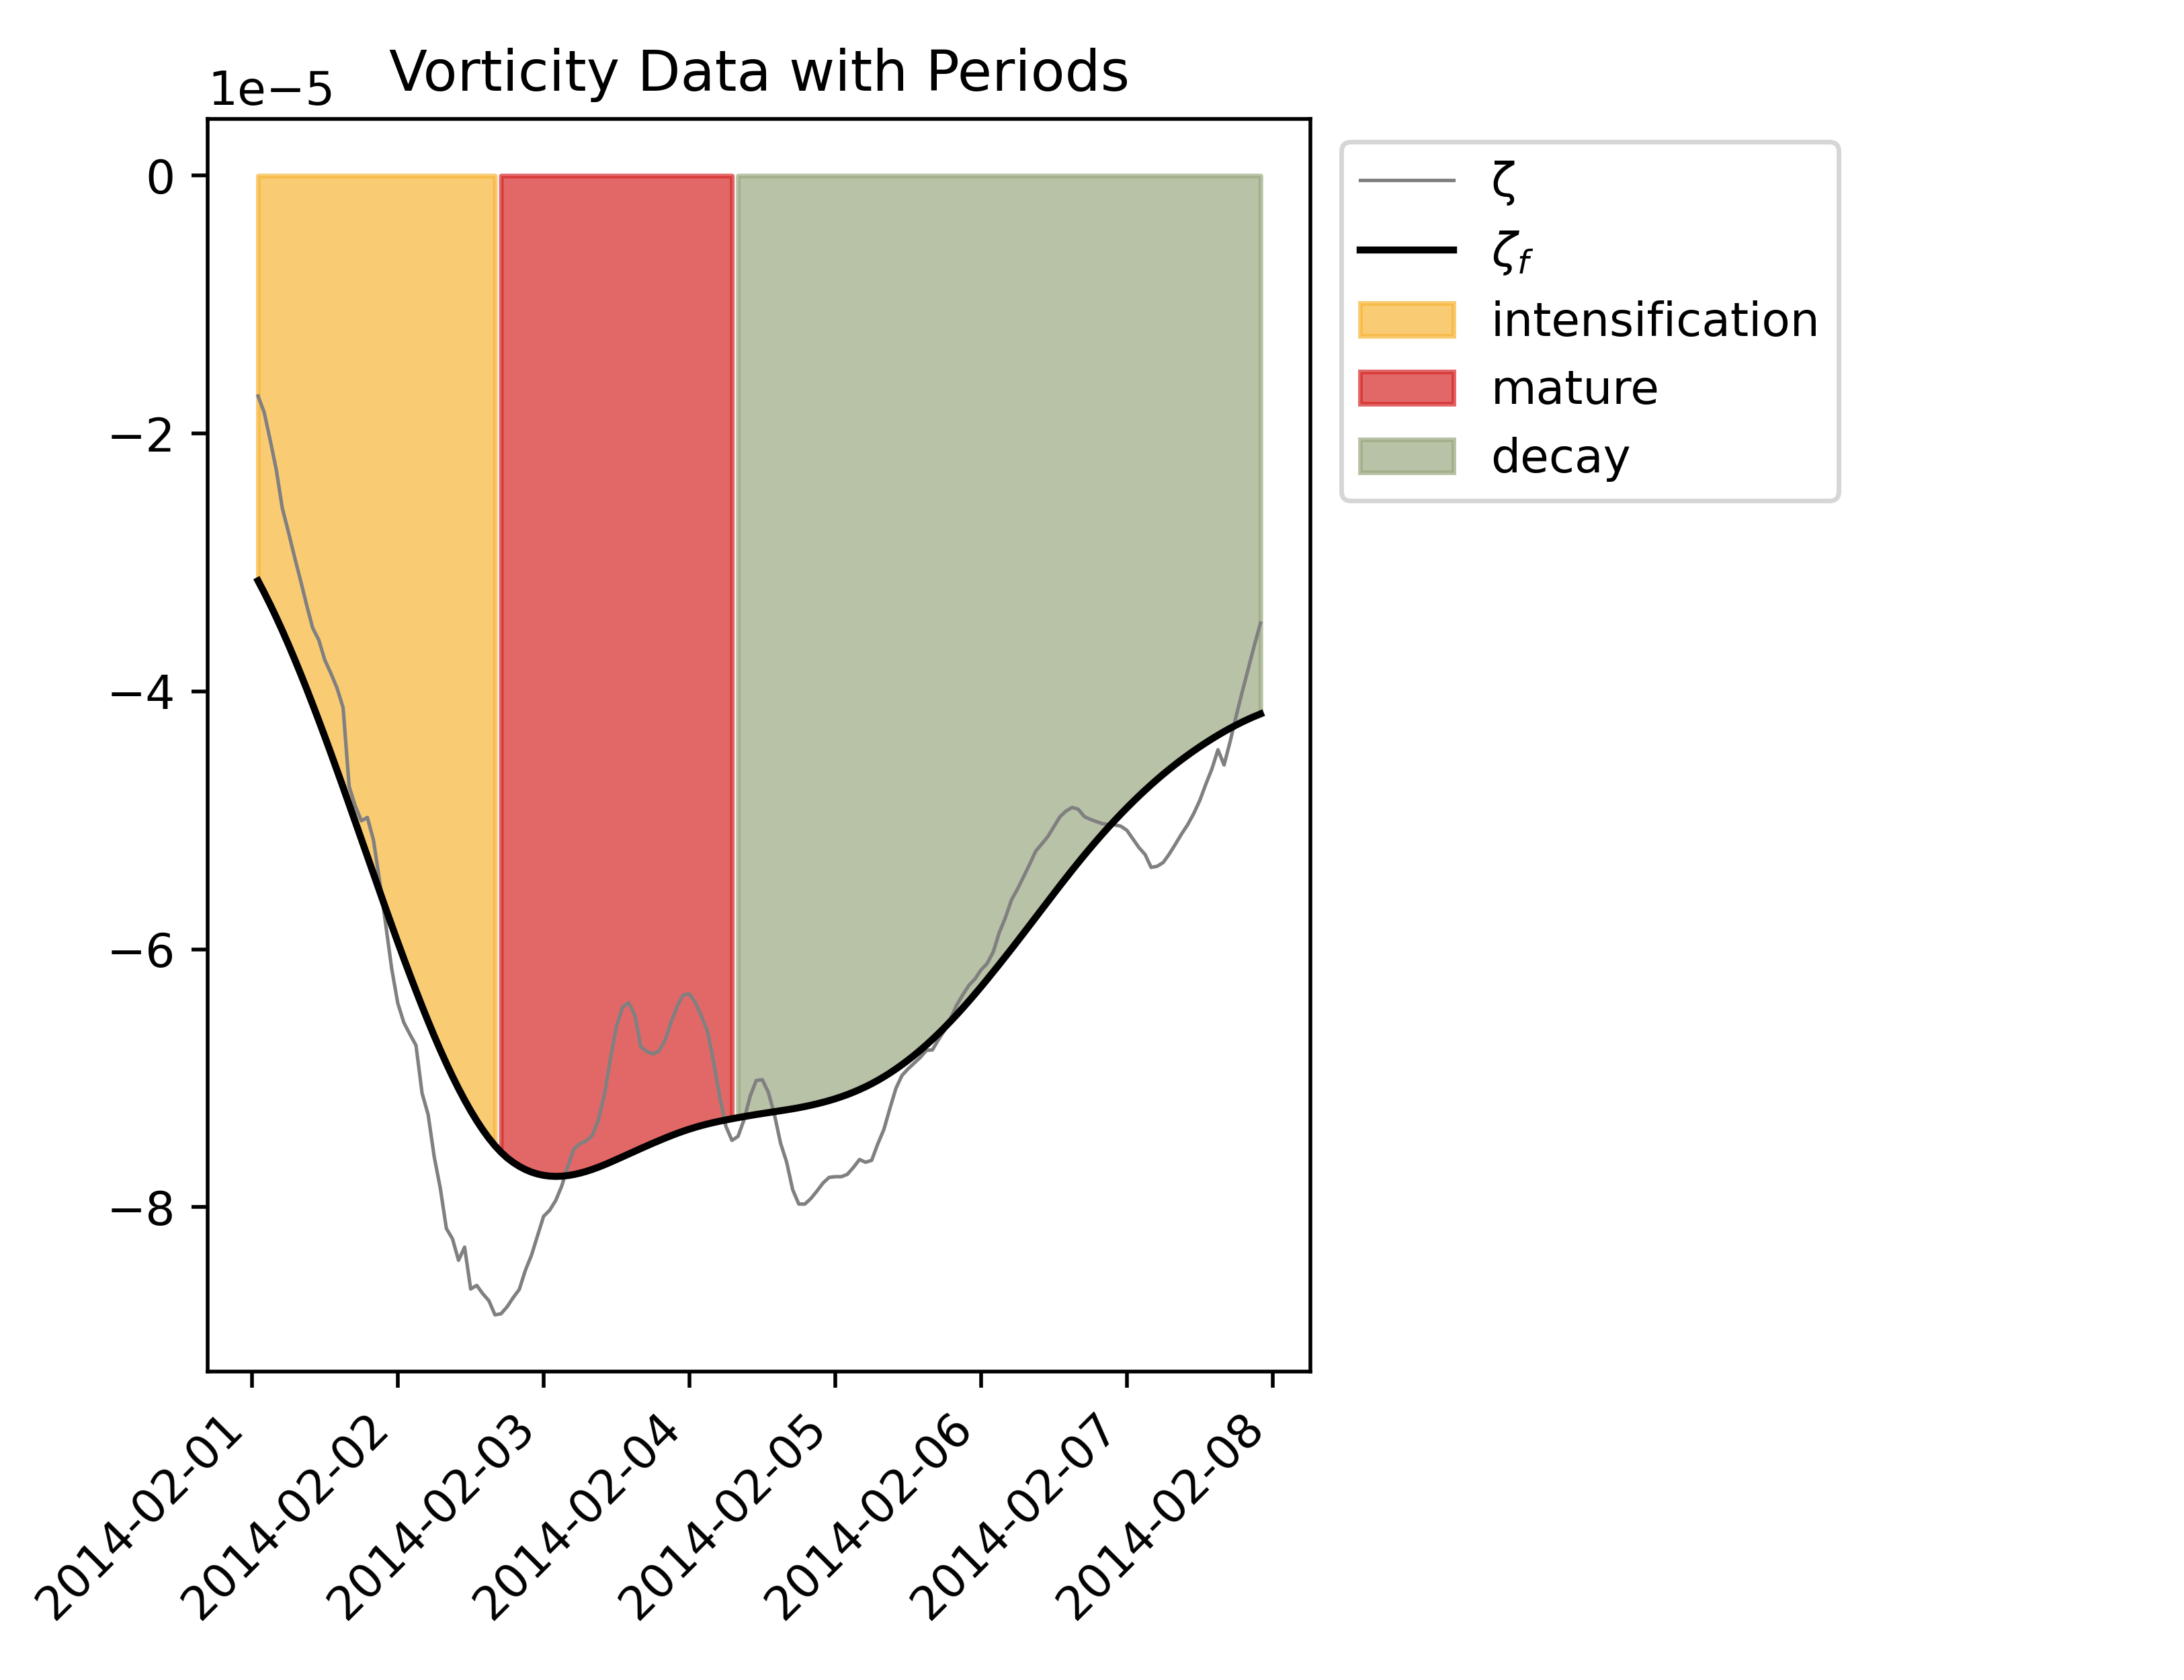 Vorticity Data with Periods
1e−5
0
−2
−4
−6
−8
2014-02-01
2014-02-02
2014-02-03
2014-02-04
2014-02-05
2014-02-06
2014-02-07
2014-02-08
ζ
ζf
intensification
mature
decay